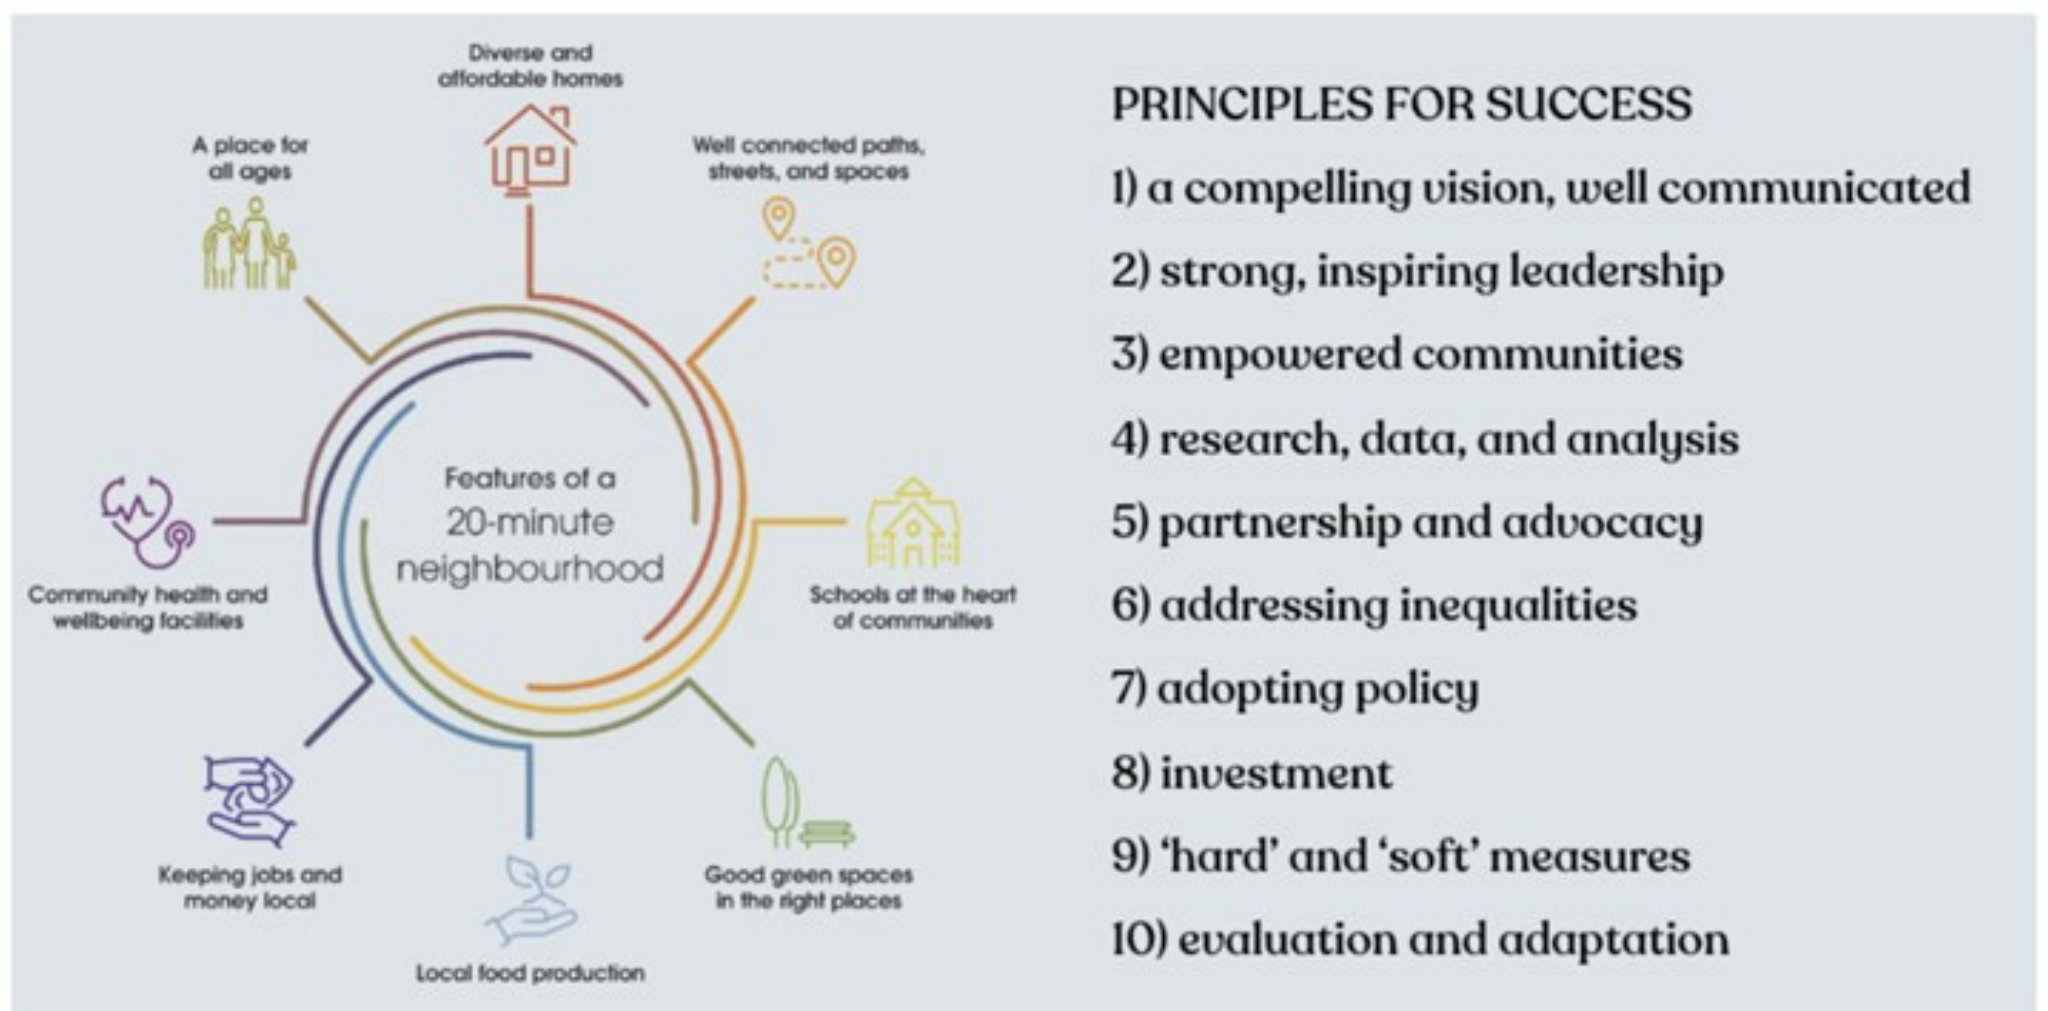 Diverse and
affordable homes
A place for
all ages
Well connected paths,
streets, and spaces
Features of a
20-minute
neighbourhood
Community health and
wellbeing facilities
Schools at the heart
of communities
Keeping jobs and
money local
Good green spaces
in the right places
Local food production
PRINCIPLES FOR SUCCESS
1) a compelling vision, well communicated
2) strong, inspiring leadership
3) empowered communities
4) research, data, and analysis
5) partnership and advocacy
6) addressing inequalities
7) adopting policy
8) investment
9) ‘hard’ and ‘soft’ measures
10) evaluation and adaptation